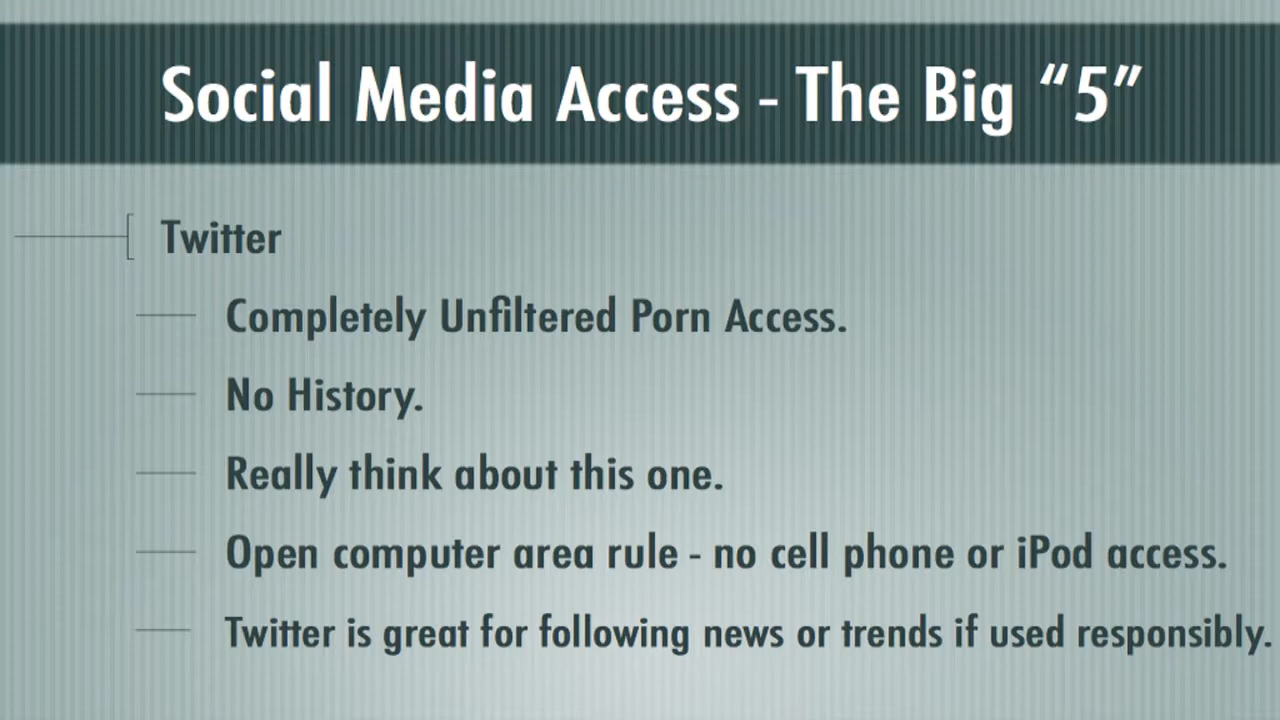 Social Media Access - The Big “5”
Twitter
Completely Unfiltered Porn Access.
No History.
Really think about this one.
Open computer area rule - no cell phone or iPod access.
Twitter is great for following news or trends if used responsibly.